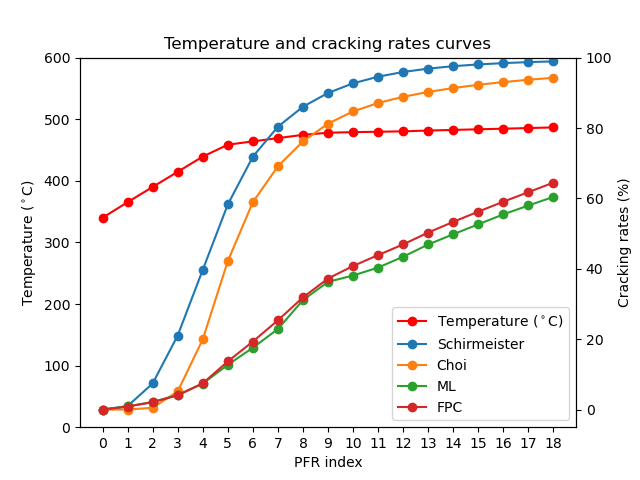 Temperature and cracking rates curves
600
500
400
300
200
100
0
Temperature (°C)
100
80
60
40
20
0
Cracking rates (%)
Temperature (°C)
Schirmeister
Choi
ML
FPC
0 1 2 3 4 5 6 7 8 9 10 11 12 13 14 15 16 17 18
PFR index